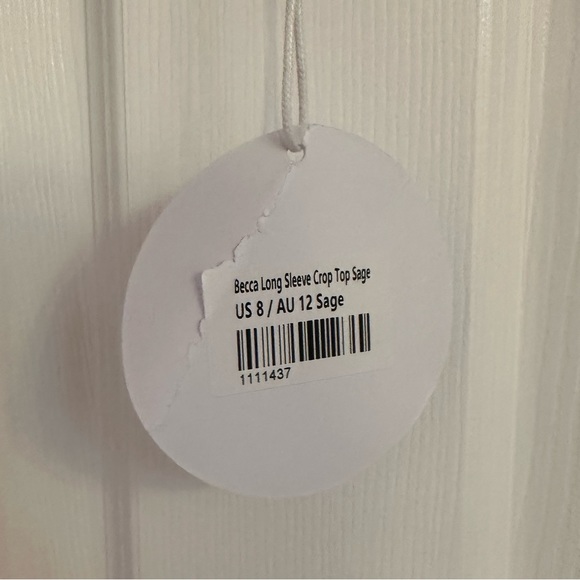 Becca Long Sleeve Crop Top Sage
US 8 / AU 12 Sage
1111437